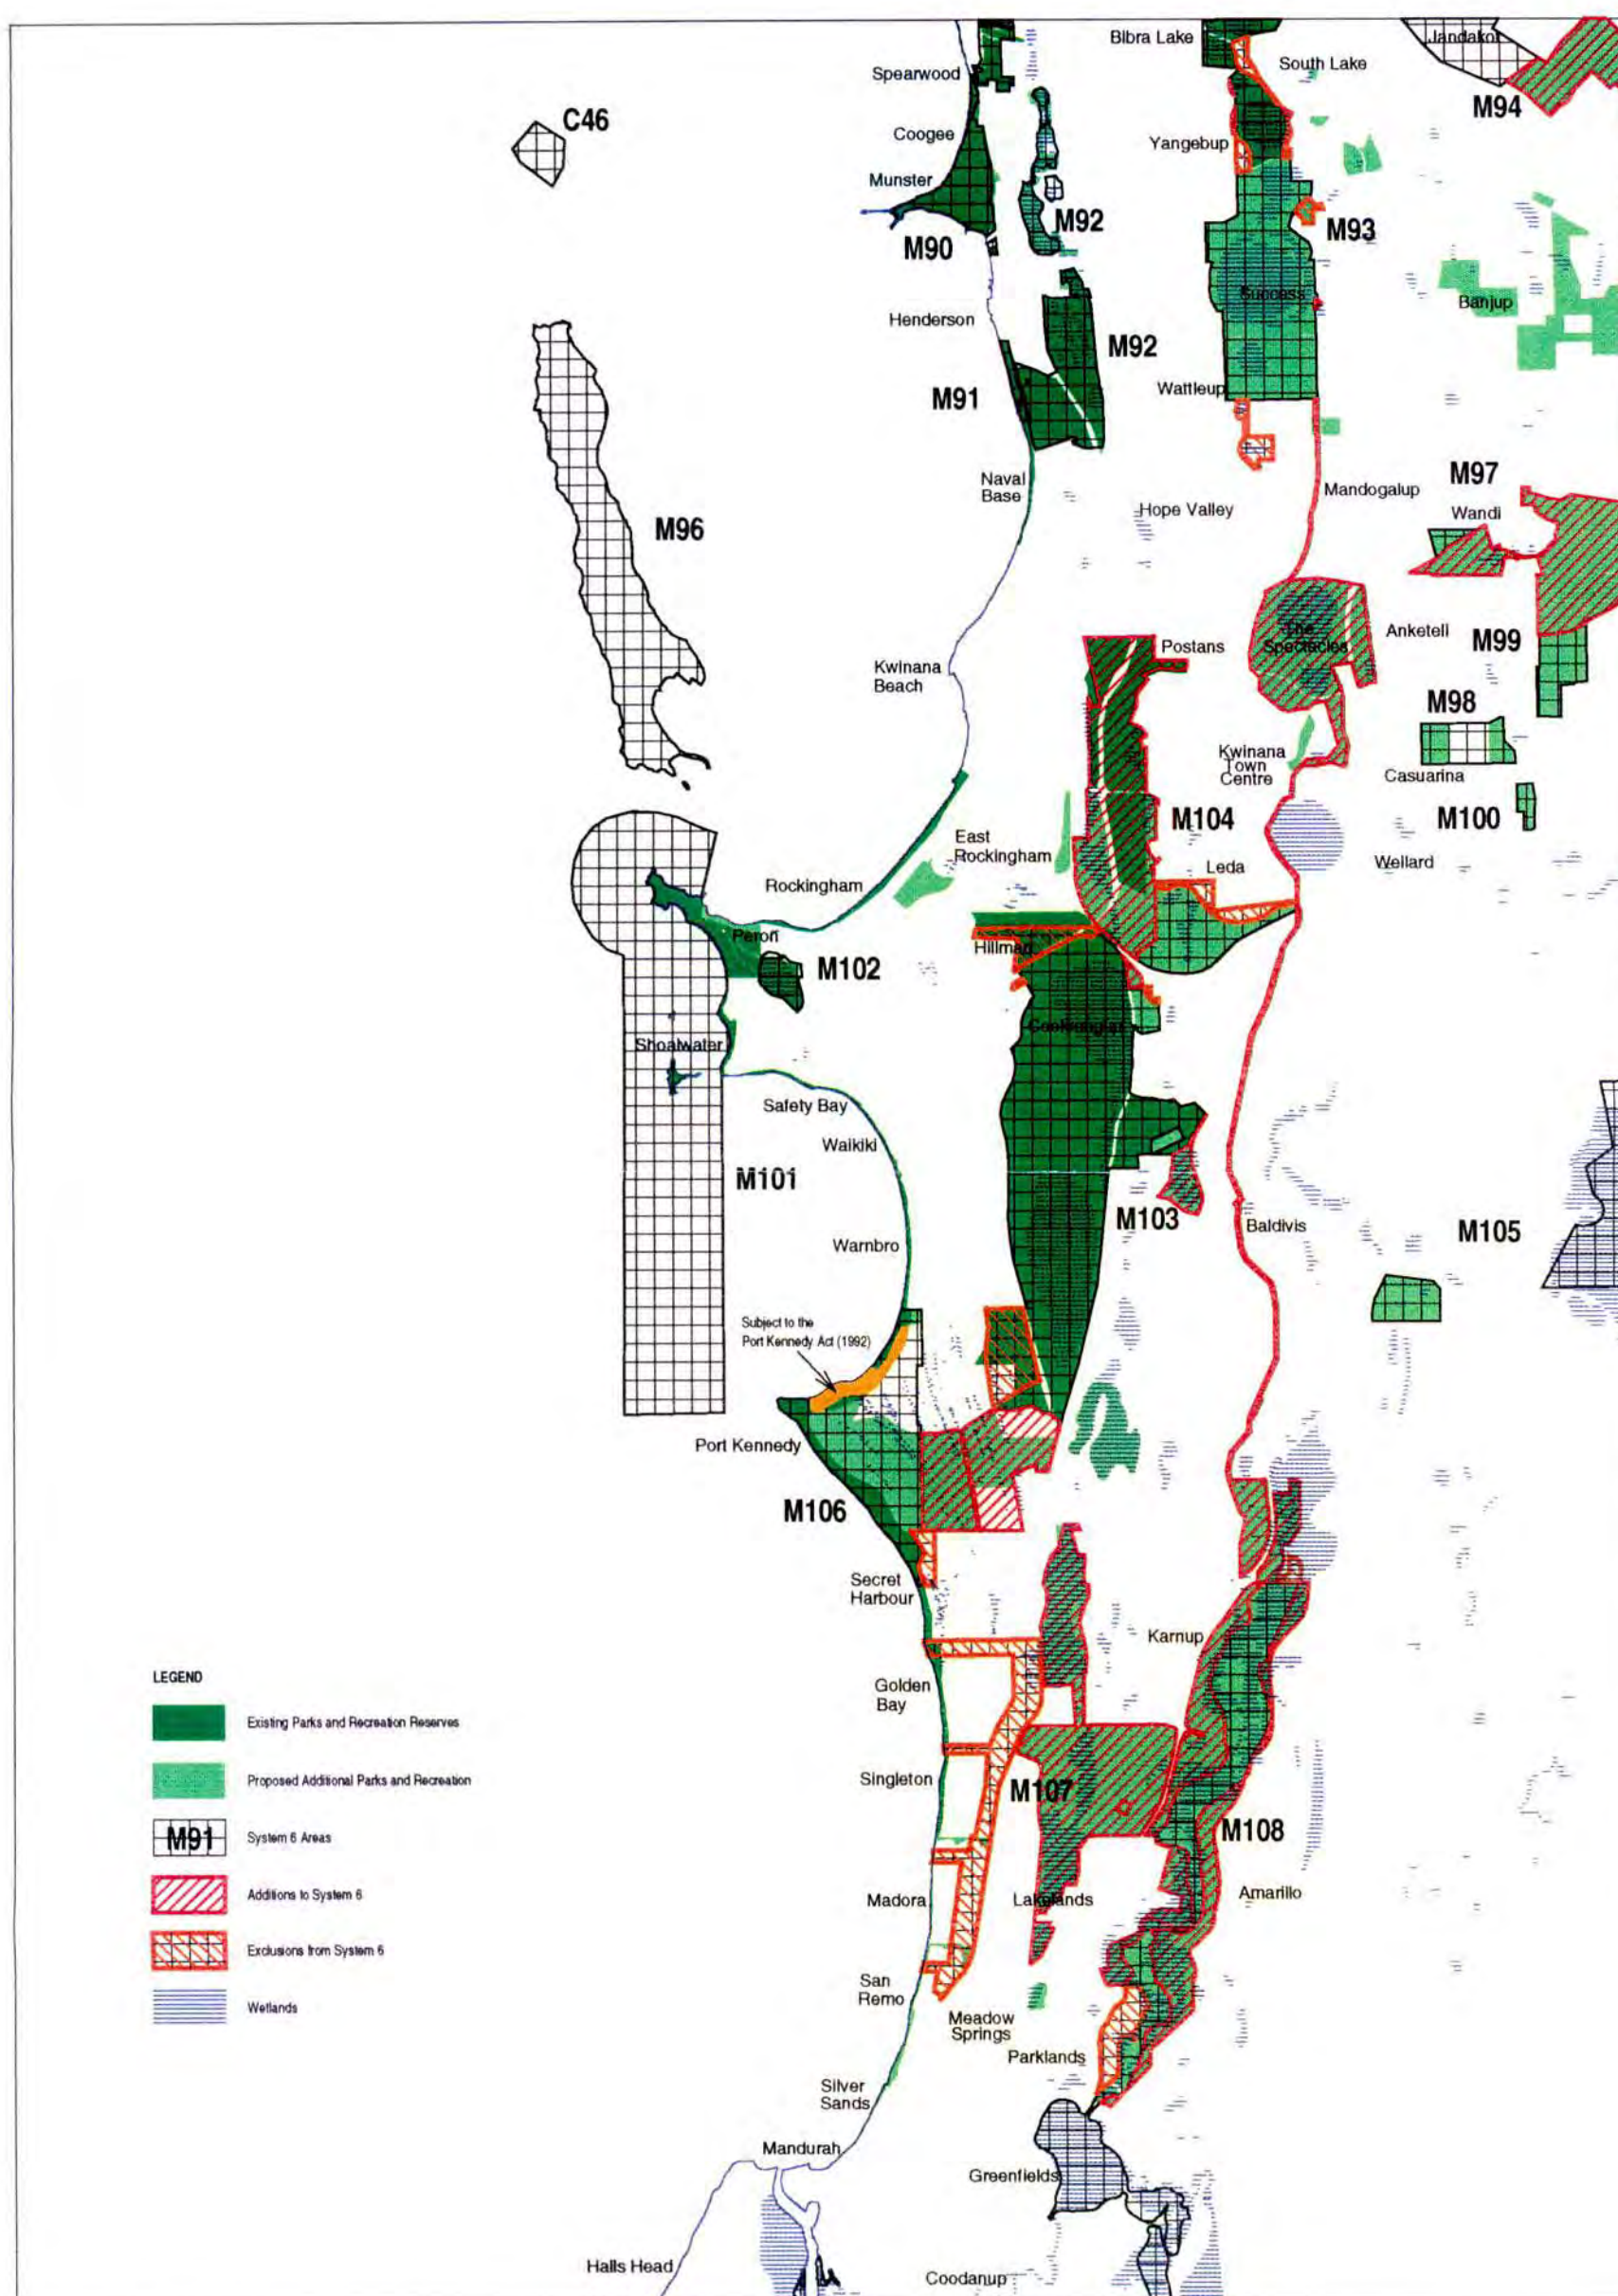 Bibra Lake
Jandakot
South Lake
Spearwood
M94
C46
Coogee
Yangebup
Munster
M92
M93
M90
Success
Banjup
Henderson
M92
Wattleup
M91
M97
Naval
Base
Mandogalup
Hope Valley
Wandi
M96
The
Spectacles
Anketell
M99
Postans
Kwinana
Beach
M98
Kwinana
Town
Centre
Casuarina
M104
M100
East
Rockingham
Leda
Wellard
Rockingham
Peron
Hillman
M102
Cooloongup
Shoalwater
Safety Bay
Waikiki
M101
M103
Baldivis
M105
Warnbro
Subject to the
Port Kennedy Act (1992)
Port Kennedy
M106
Secret
Harbour
Karnup
LEGEND
Golden
Bay
Existing Parks and Recreation Reserves
Singleton
Proposed Additional Parks and Recreation
M107
M91
System 6 Areas
M108
Additions to System 6
Madora
Lakelands
Amarillo
Exclusions from System 6
San
Remo
Wetlands
Meadow
Springs
Parklands
Silver
Sands
Mandurah
Greenfields
Halls Head
Coodanup